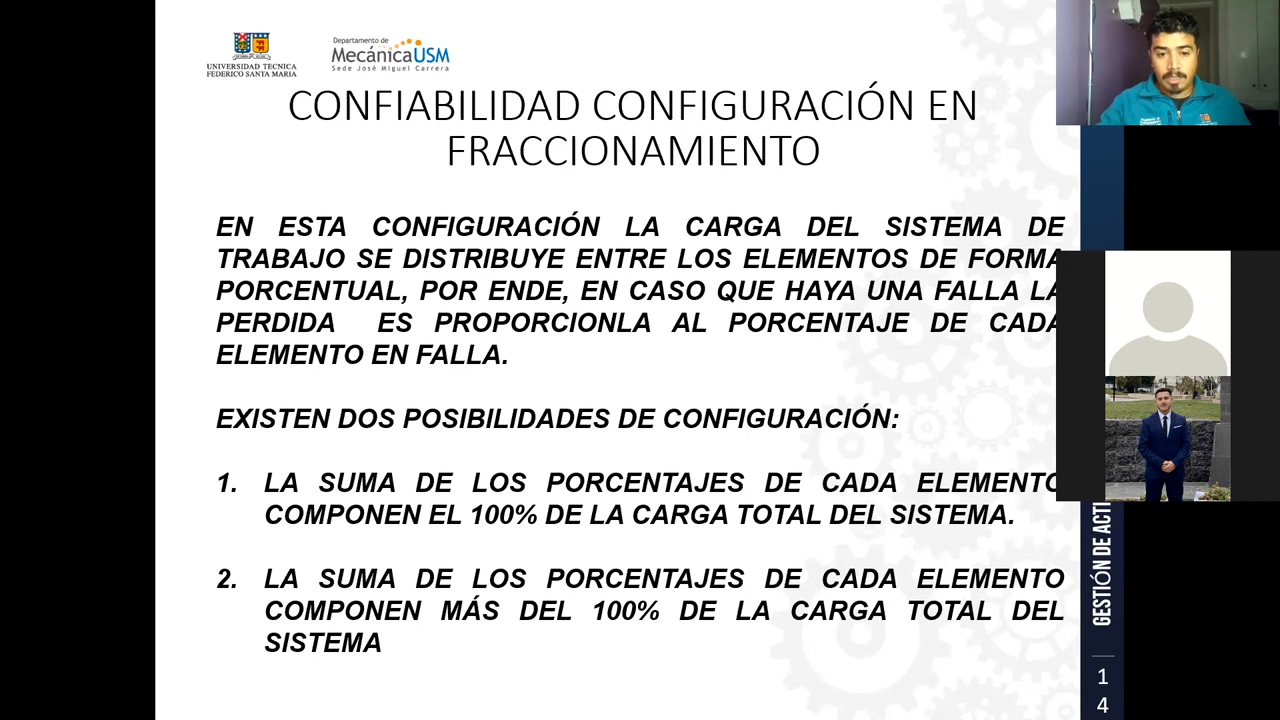 UNIVERSIDAD TECNICA
FEDERICO SANTA MARIA
Departamento de
MecánicaUSM
Sede José Miguel Carrera
CONFIABILIDAD CONFIGURACIÓN EN
FRACCIONAMIENTO
EN ESTA CONFIGURACIÓN LA CARGA DEL SISTEMA DE
TRABAJO SE DISTRIBUYE ENTRE LOS ELEMENTOS DE FORMA
PORCENTUAL, POR ENDE, EN CASO QUE HAYA UNA FALLA LA
PERDIDA ES PROPORCIONLA AL PORCENTAJE DE CADA
ELEMENTO EN FALLA.
EXISTEN DOS POSIBILIDADES DE CONFIGURACIÓN:
1. LA SUMA DE LOS PORCENTAJES DE CADA ELEMENTO
COMPONEN EL 100% DE LA CARGA TOTAL DEL SISTEMA.
2. LA SUMA DE LOS PORCENTAJES DE CADA ELEMENTO
COMPONEN MÁS DEL 100% DE LA CARGA TOTAL DEL
SISTEMA
GESTIÓN DE ACTI
1
4